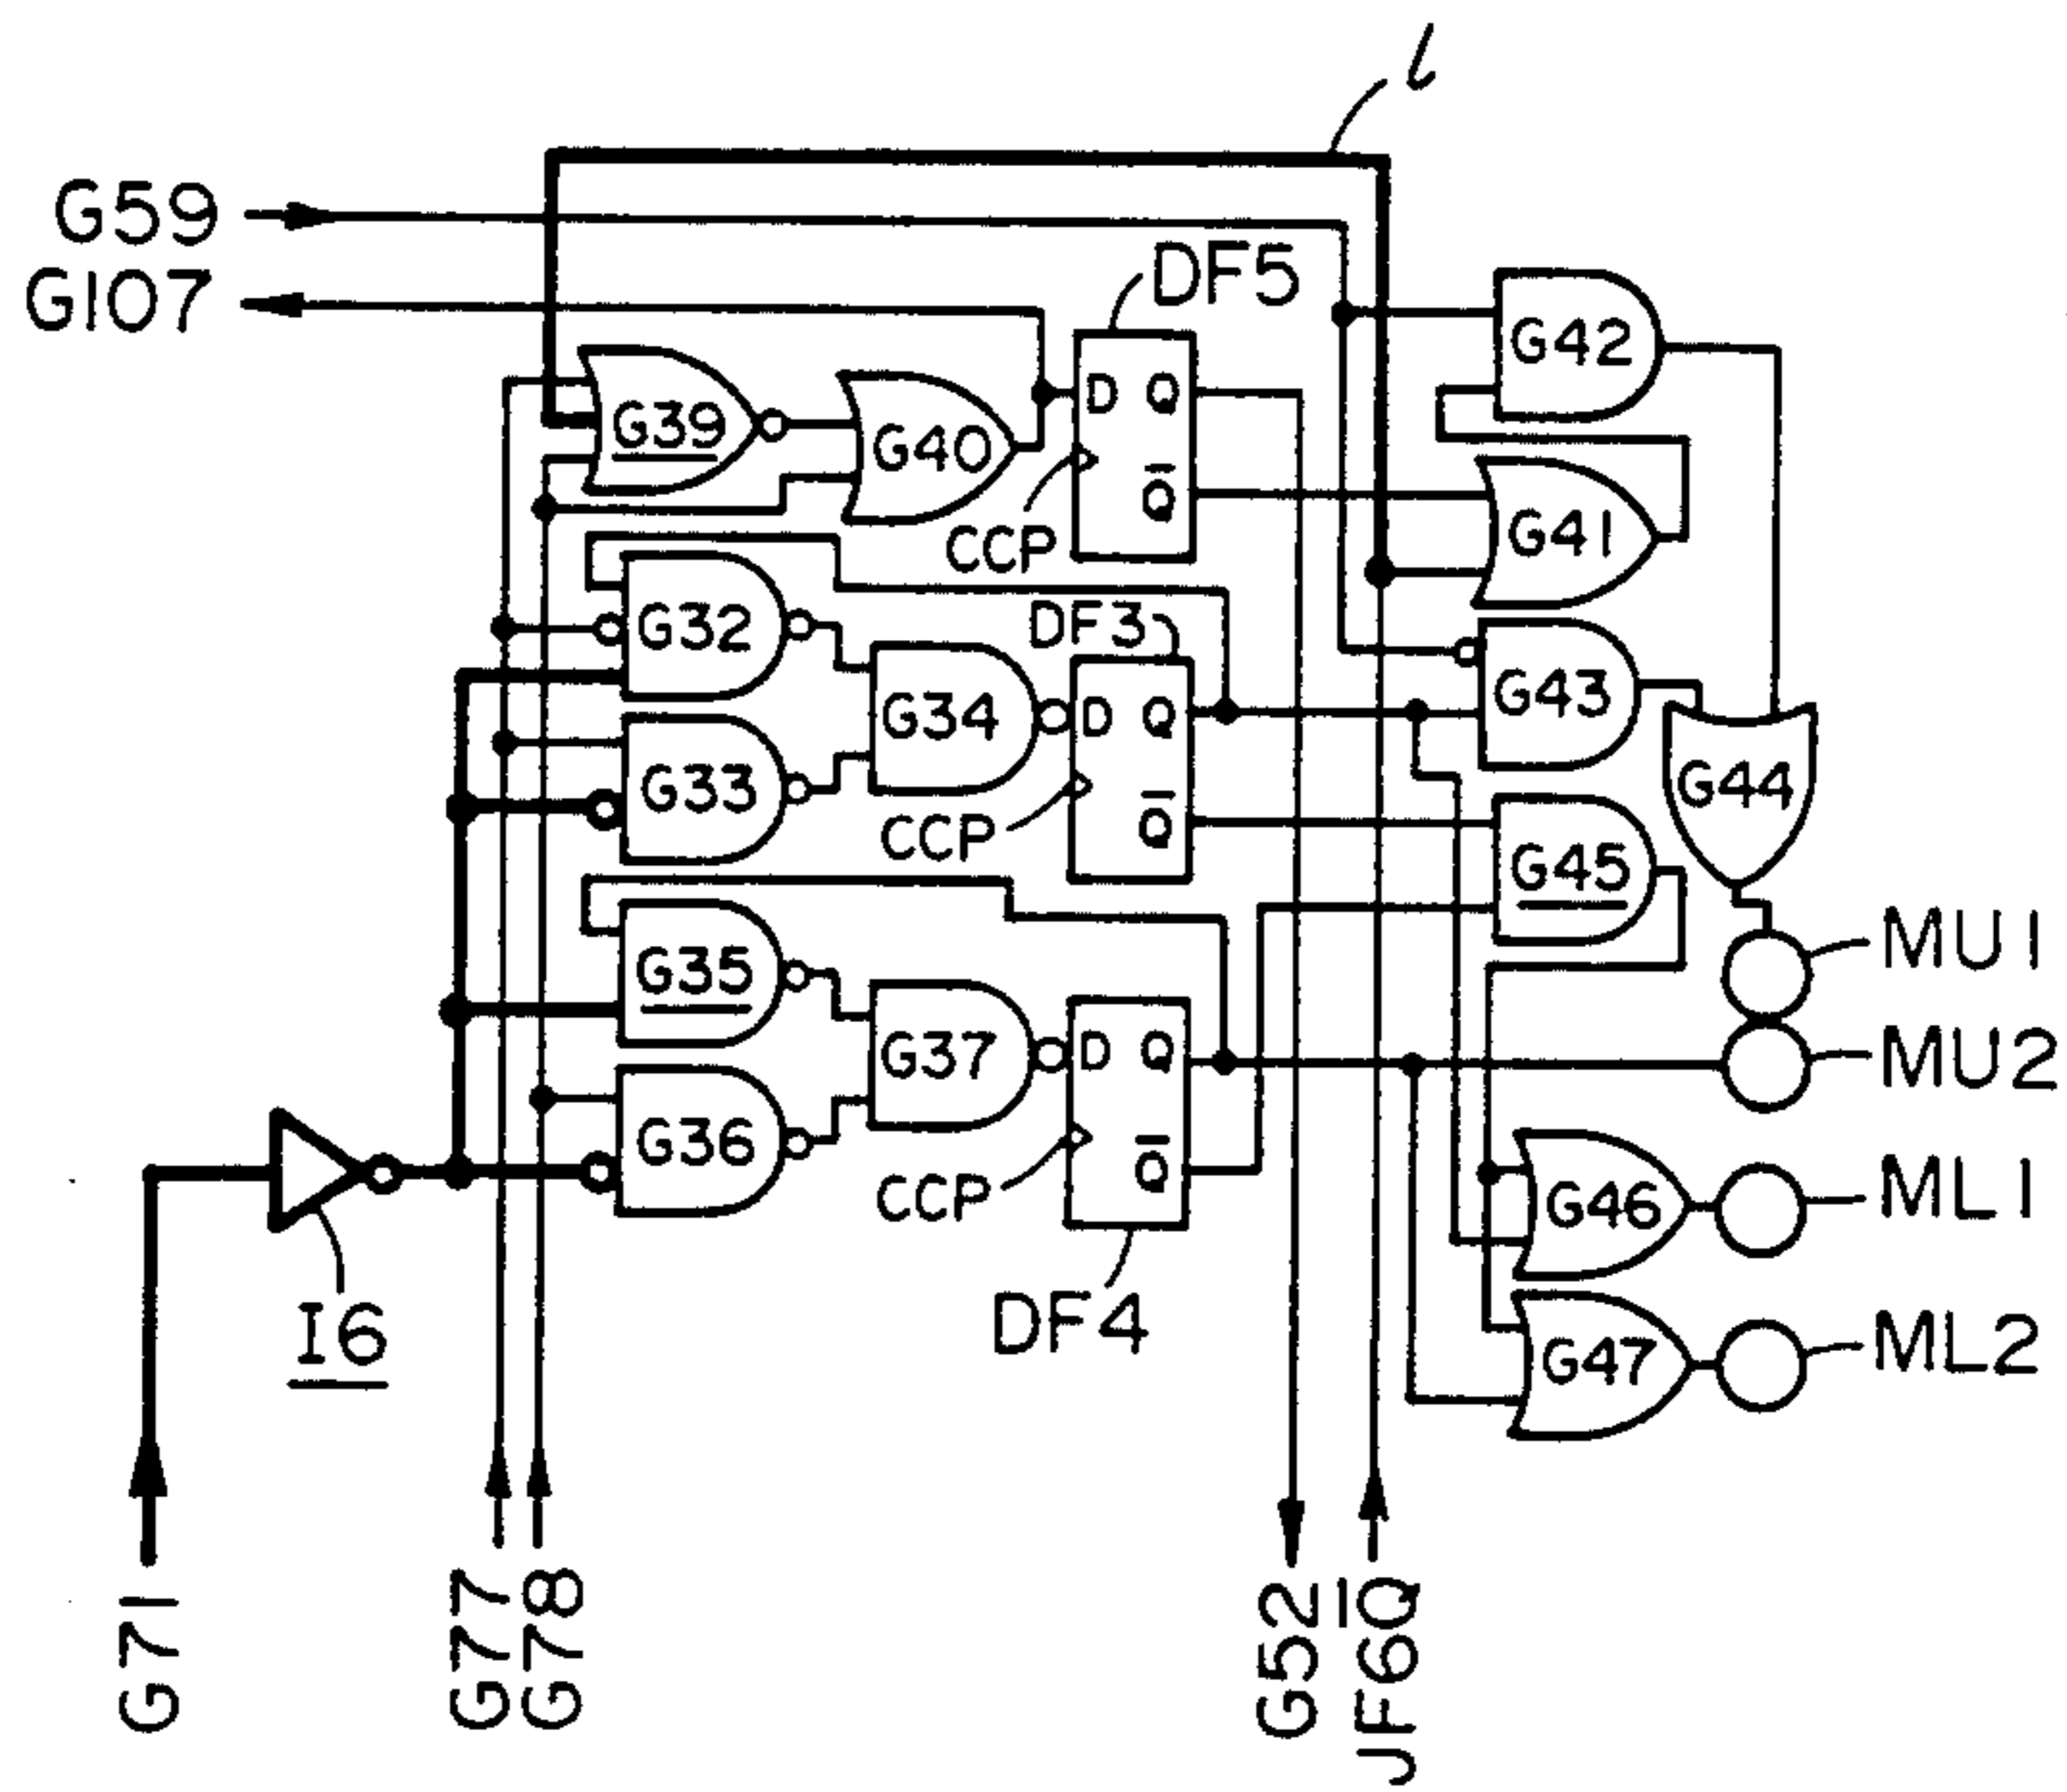 l
G59
G107
DF5
D Q
G42
G39
G40
CCP
Q̅
G41
G32
DF3
G34
D Q
G43
G33
CCP
Q̅
G44
G45
MU1
G35
G37
D Q
MU2
G36
CCP
Q̅
G46
ML1
I6
DF4
G47
ML2
G71
G77
G78
G52
JF6Q̅